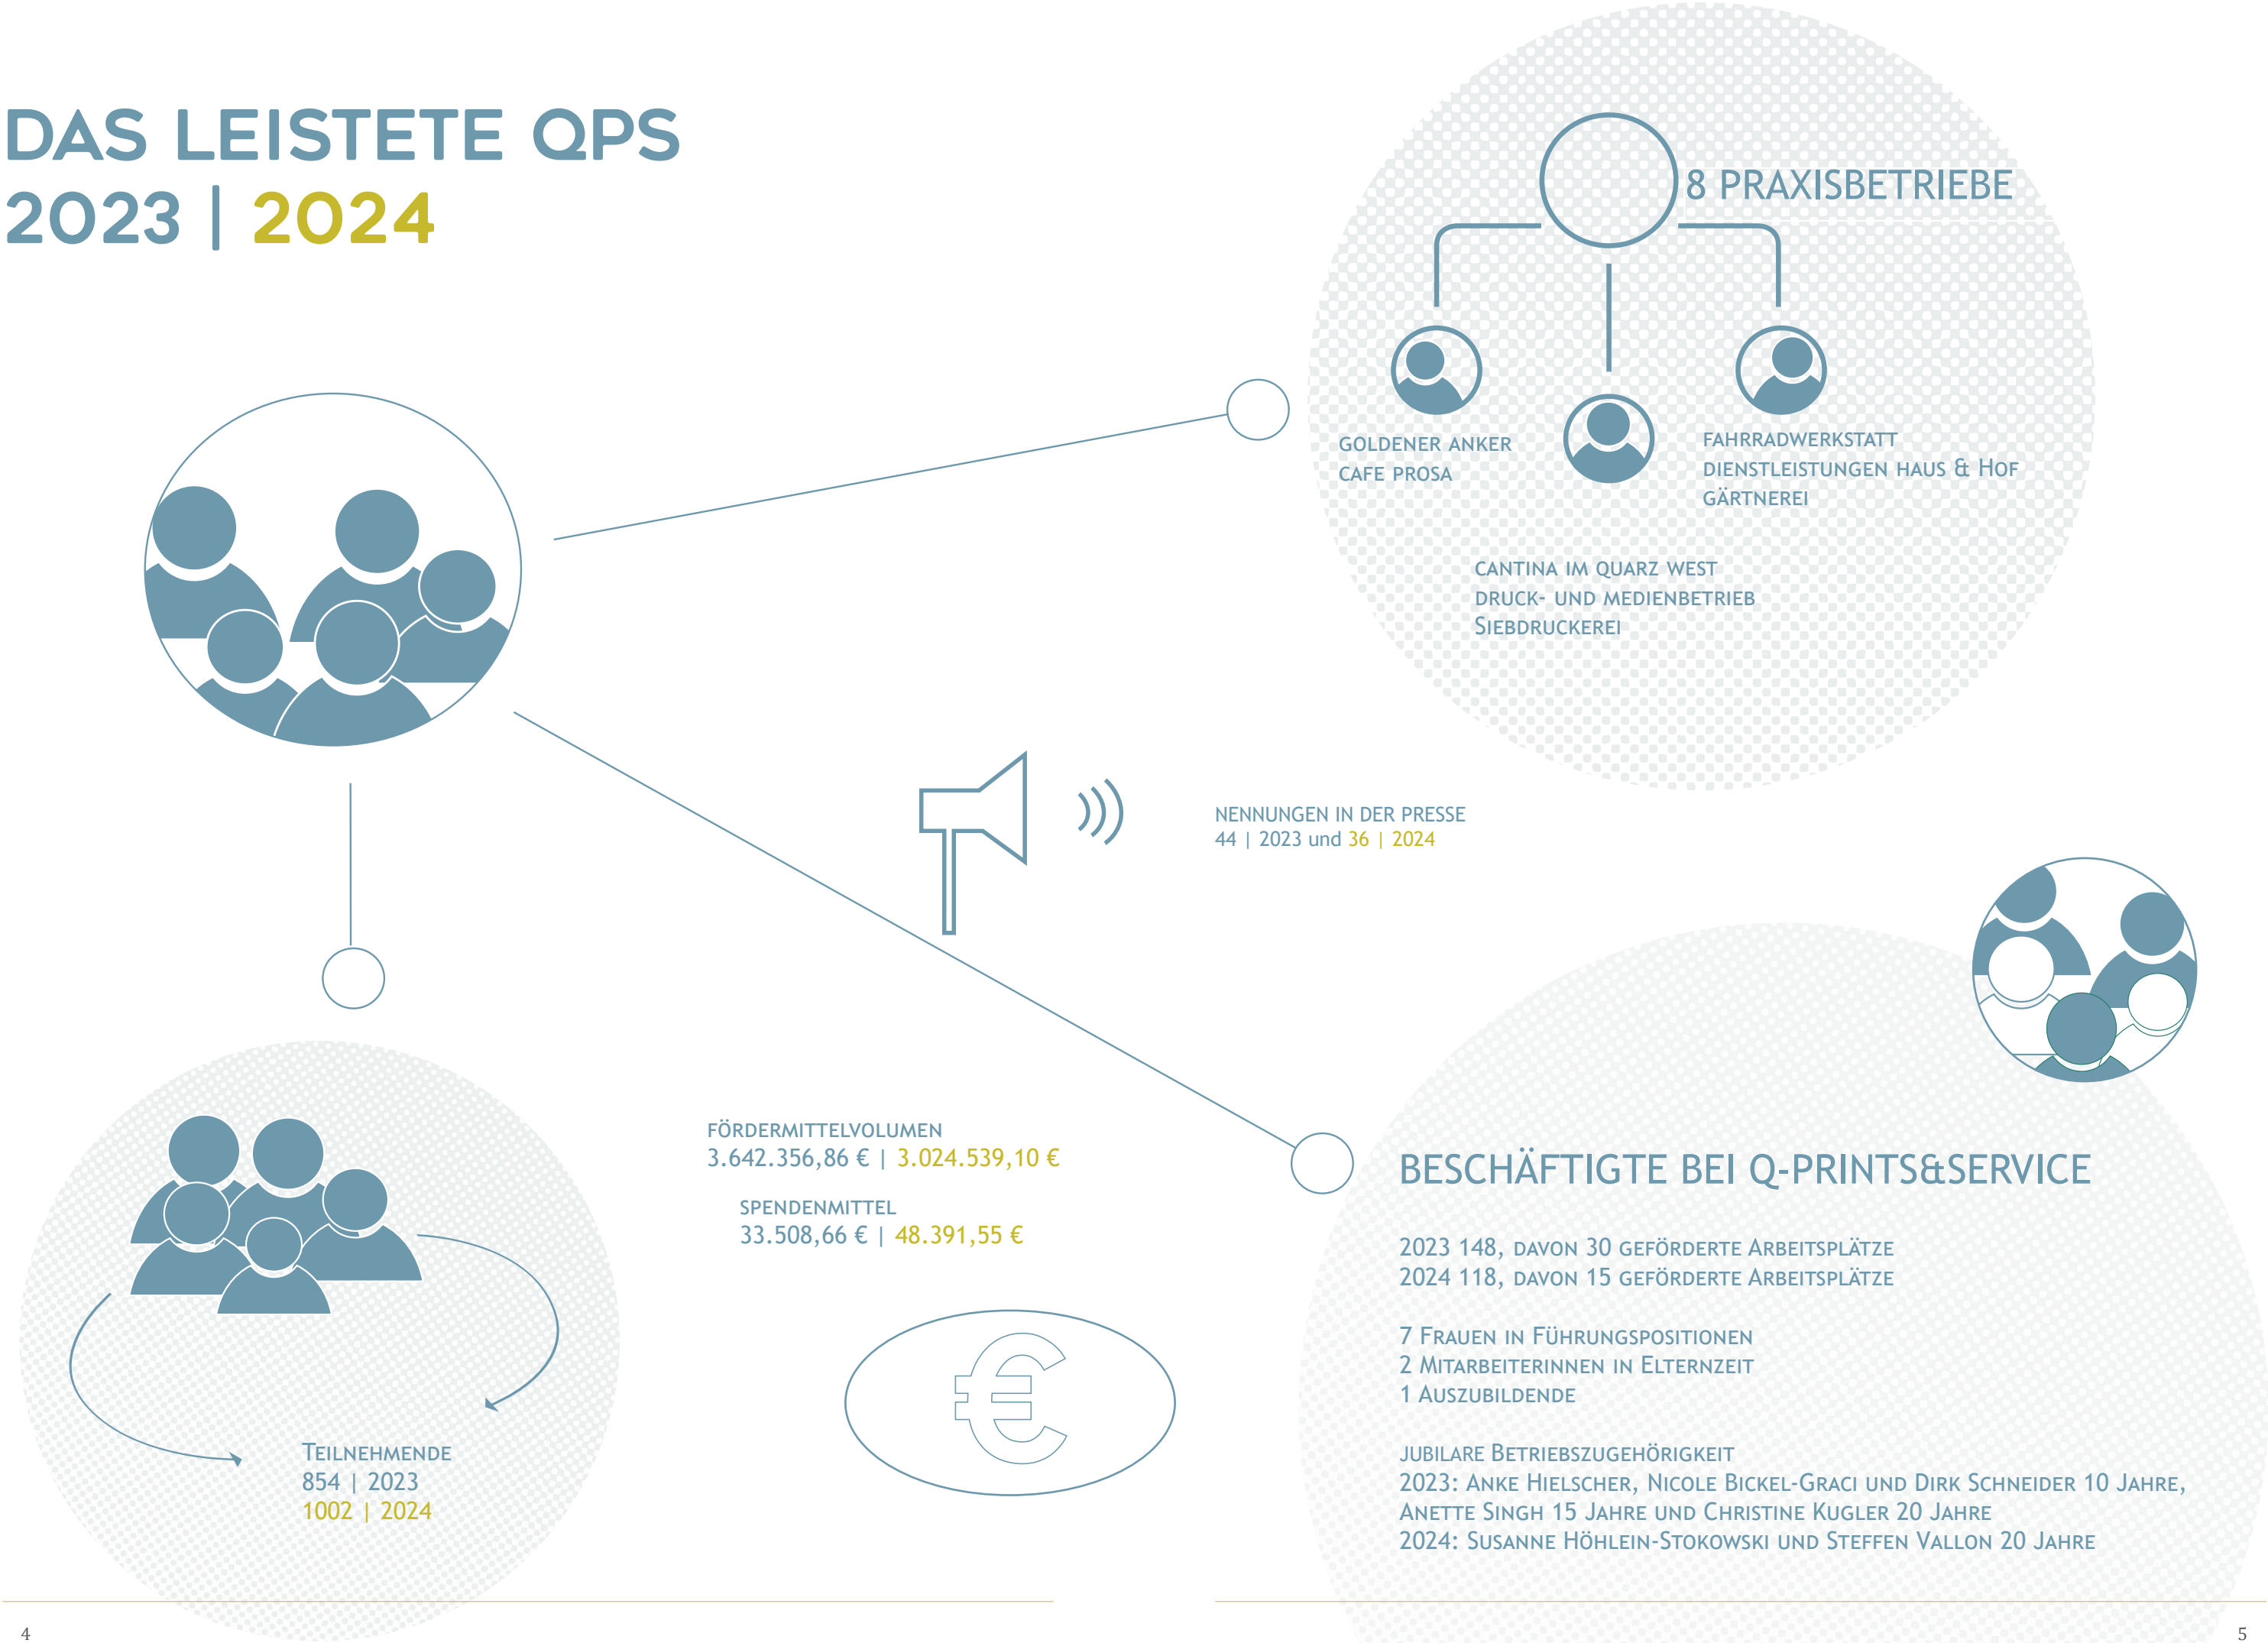 DAS LEISTETE QPS
2023 | 2024
8 PRAXISBETRIEBE
GOLDENER ANKER
CAFE PROSA
FAHRRADWERKSTATT
DIENSTLEISTUNGEN HAUS & HOF
GÄRTNEREI
CANTINA IM QUARZ WEST
DRUCK- UND MEDIENBETRIEB
SIEBDRUCKEREI
NENNUNGEN IN DER PRESSE
44 | 2023 und 36 | 2024
FÖRDERMITTELVOLUMEN
3.642.356,86 € | 3.024.539,10 €
SPENDENMITTEL
33.508,66 € | 48.391,55 €
€
TEILNEHMENDE
854 | 2023
1002 | 2024
BESCHÄFTIGTE BEI Q-PRINTS&SERVICE
2023 148, DAVON 30 GEFÖRDERTE ARBEITSPLÄTZE
2024 118, DAVON 15 GEFÖRDERTE ARBEITSPLÄTZE
7 FRAUEN IN FÜHRUNGSPOSITIONEN
2 MITARBEITERINNEN IN ELTERNZEIT
1 AUSZUBILDENDE
JUBILARE BETRIEBSZUGEHÖRIGKEIT
2023: ANKE HIELSCHER, NICOLE BICKEL-GRACI UND DIRK SCHNEIDER 10 JAHRE,
ANETTE SINGH 15 JAHRE UND CHRISTINE KUGLER 20 JAHRE
2024: SUSANNE HÖHLEIN-STOKOWSKI UND STEFFEN VALLON 20 JAHRE
4
5